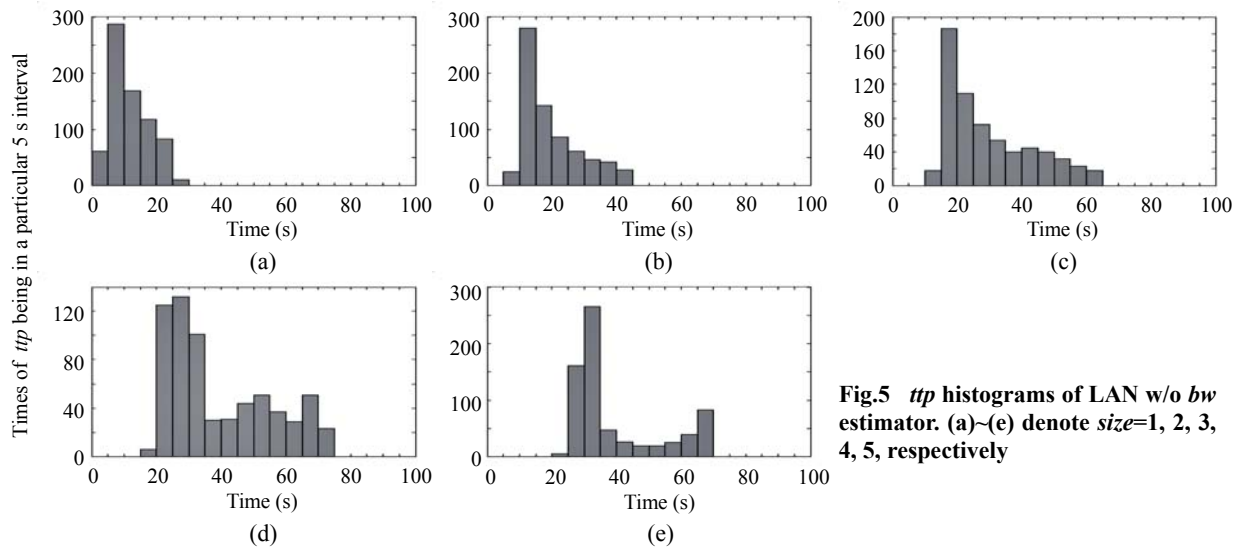 Times of ttp being in a particular 5 s interval
300
200
100
0
0 20 40 60 80 100
Time (s)
(a)
300
200
100
0
0 20 40 60 80 100
Time (s)
(b)
200
160
120
80
40
0
0 20 40 60 80 100
Time (s)
(c)
120
80
40
0
0 20 40 60 80 100
Time (s)
(d)
300
200
100
0
0 20 40 60 80 100
Time (s)
(e)
Fig.5 ttp histograms of LAN w/o bw
estimator. (a)~(e) denote size=1, 2, 3,
4, 5, respectively